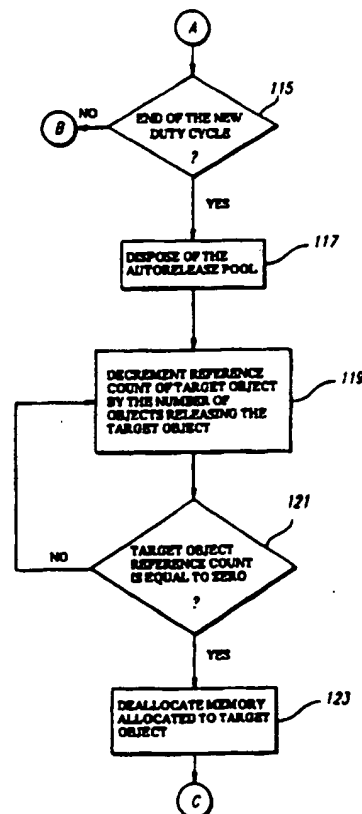 A
115
NO
B
END OF THE NEW
DUTY CYCLE
?
YES
117
DISPOSE OF THE
AUTORELEASE POOL
DECREMENT REFERENCE
COUNT OF TARGET OBJECT
BY THE NUMBER OF
OBJECTS RELEASING THE
TARGET OBJECT
119
121
TARGET OBJECT
REFERENCE COUNT
IS EQUAL TO ZERO
?
NO
YES
DEALLOCATE MEMORY
ALLOCATED TO TARGET
OBJECT
123
C